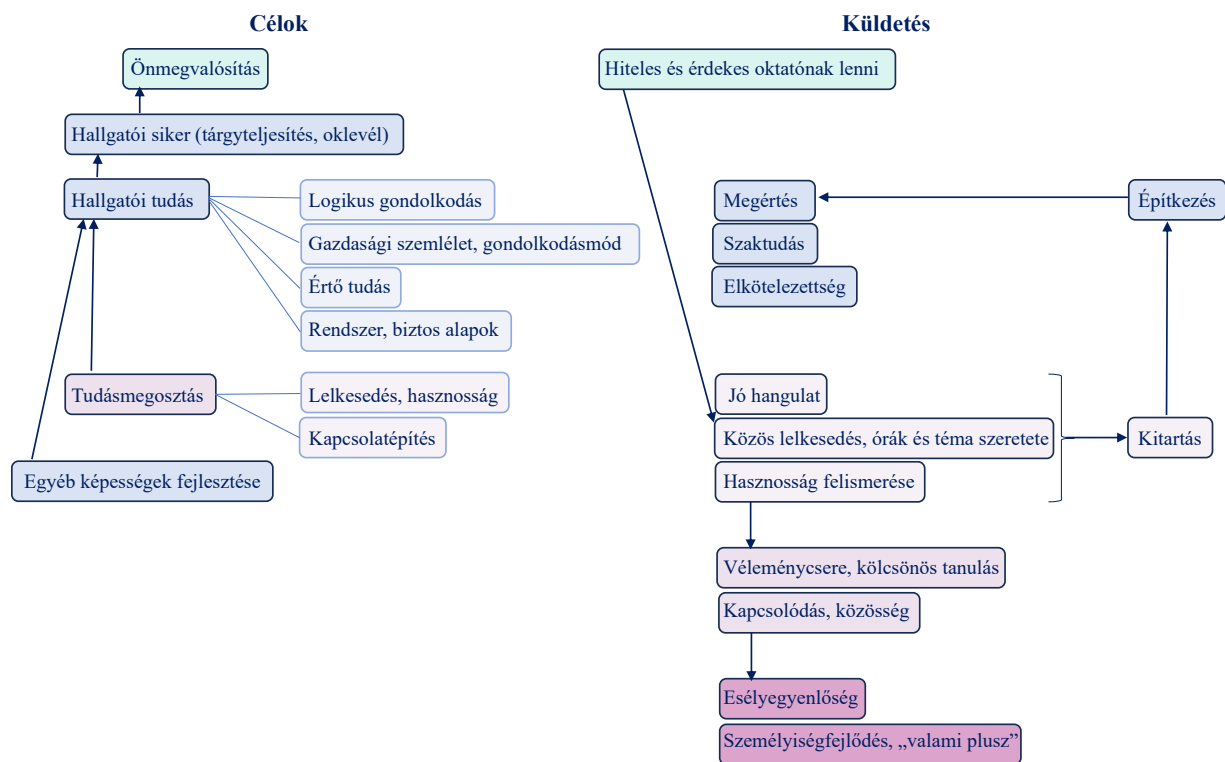 Célok
Önmegvalósítás
Hallgatói siker (tárgyteljesítés, oklevél)
Hallgatói tudás
Logikus gondolkodás
Gazdasági szemlélet, gondolkodásmód
Értő tudás
Rendszer, biztos alapok
Tudásmegosztás
Lelkesedés, hasznosság
Kapcsolatépítés
Egyéb képességek fejlesztése
Küldetés
Hiteles és érdekes oktatónak lenni
Megértés
Építkezés
Szaktudás
Elkötelezettség
Jó hangulat
Közös lelkesedés, órák és téma szeretete
Kitartás
Hasznosság felismerése
Véleménycsere, kölcsönös tanulás
Kapcsolódás, közösség
Esélyegyenlőség
Személyiségfejlődés, „valami plusz”